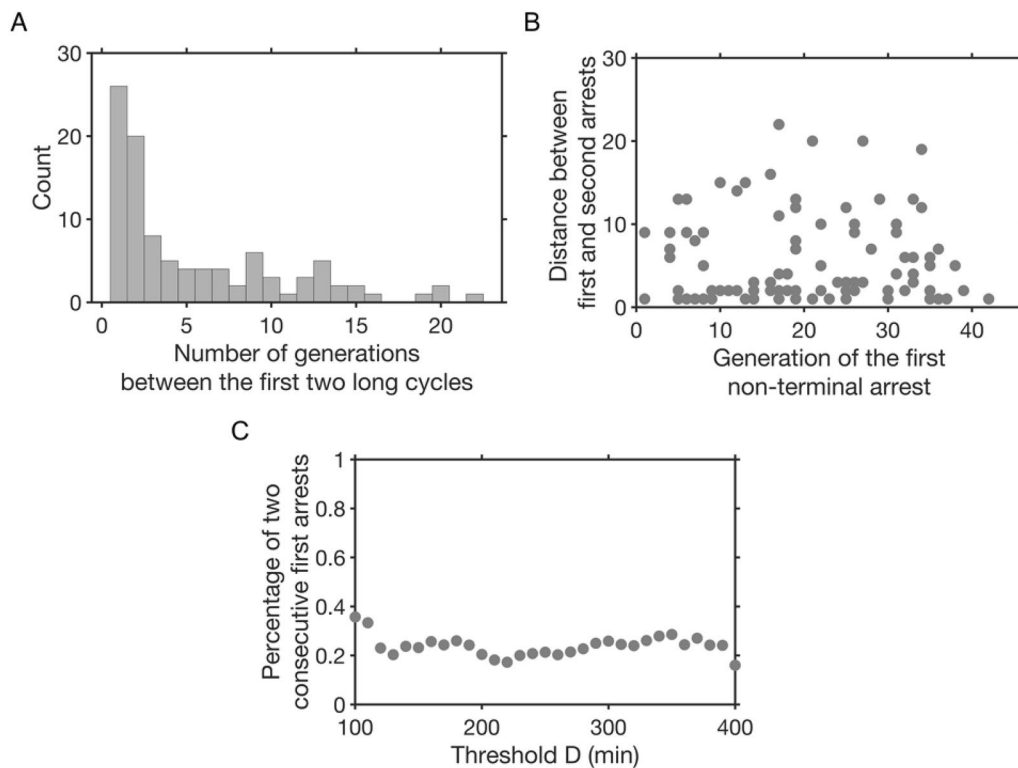 A
30
20
10
0
Count
0 5 10 15 20
Number of generations
between the first two long cycles
B
30
20
10
0
Distance between
first and second arrests
0 10 20 30 40
Generation of the first
non-terminal arrest
C
1
0.8
0.6
0.4
0.2
0
Percentage of two
consecutive first arrests
100 200 300 400
Threshold D (min)